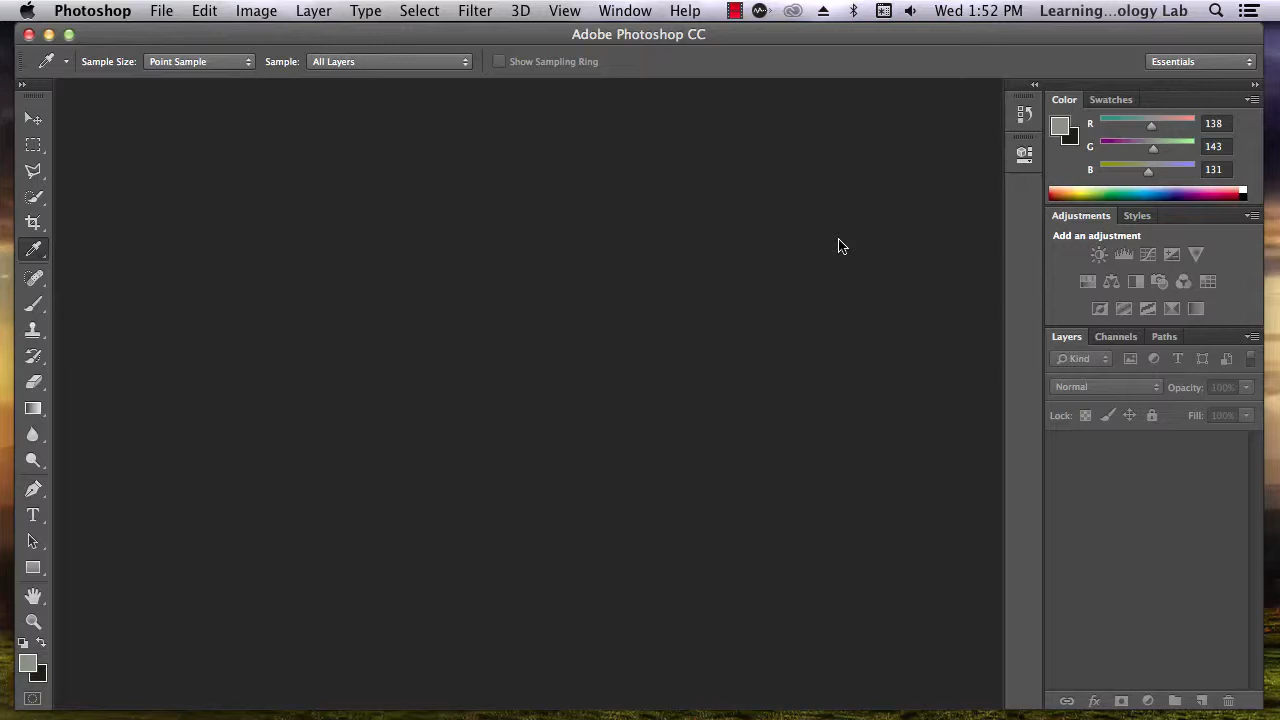 Photoshop File Edit Image Layer Type Select Filter 3D View Window Help Wed 1:52 PM Learning...ology Lab
Adobe Photoshop CC
Sample Size: Point Sample Sample: All Layers Show Sampling Ring Essentials
Color Swatches
R 138
G 143
B 131
Adjustments Styles
Add an adjustment
Layers Channels Paths
Kind T
Normal Opacity: 100%
Lock: Fill: 100%
T
fx